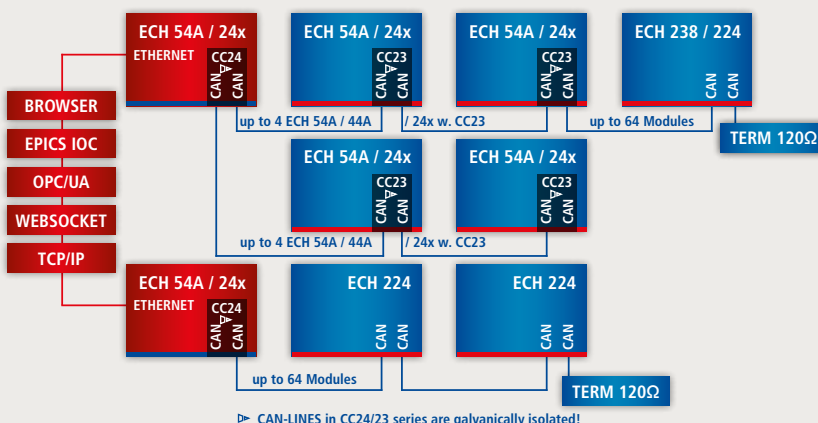 ECH 54A / 24x
ETHERNET
CC24
CAN
CAN
ECH 54A / 24x
CC23
CAN
CAN
ECH 54A / 24x
CC23
CAN
CAN
ECH 238 / 224
CAN
CAN
BROWSER
EPICS IOC
OPC/UA
WEBSOCKET
TCP/IP
up to 4 ECH 54A / 44A / 24x w. CC23
up to 64 Modules
TERM 120Ω
ECH 54A / 24x
CC23
CAN
CAN
ECH 54A / 24x
CC23
CAN
CAN
up to 4 ECH 54A / 44A / 24x w. CC23
ECH 54A / 24x
ETHERNET
CC24
CAN
CAN
ECH 224
CAN
CAN
ECH 224
CAN
CAN
up to 64 Modules
TERM 120Ω
CAN-LINES in CC24/23 series are galvanically isolated!